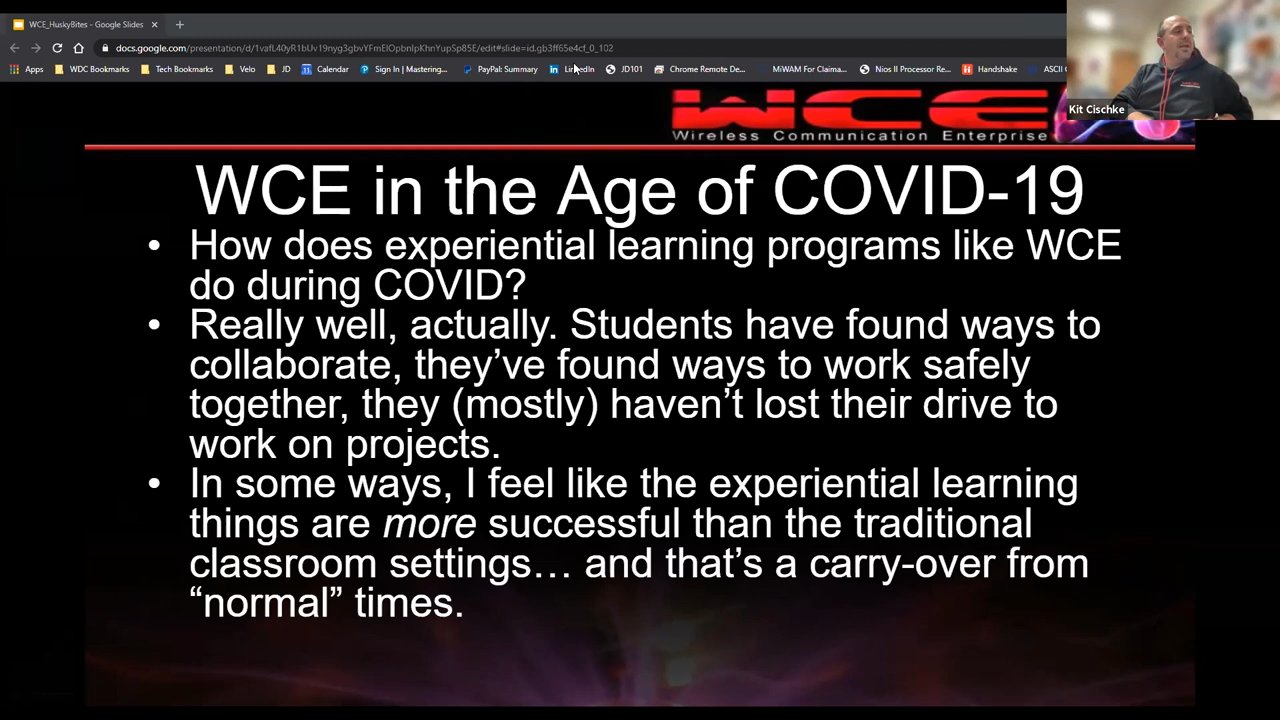 WCE_HuskyBites - Google Slides
docs.google.com/presentation/d/1vafL40yR1bUv19nyg3gbvYFmElOpbnlpKhnYupSp85E/edit#slide=id.gb3ff65e4cf_0_102
Apps WDC Bookmarks Tech Bookmarks Velo JD Calendar Sign In | Mastering... PayPal: Summary LinkedIn JD101 Chrome Remote De... MiWAM For Claima... Nios II Processor Re... Handshake ASCII
Kit Cischke
WCE
Wireless Communication Enterprise
WCE in the Age of COVID-19
• How does experiential learning programs like WCE
do during COVID?
• Really well, actually. Students have found ways to
collaborate, they’ve found ways to work safely
together, they (mostly) haven’t lost their drive to
work on projects.
• In some ways, I feel like the experiential learning
things are more successful than the traditional
classroom settings… and that’s a carry-over from
“normal” times.